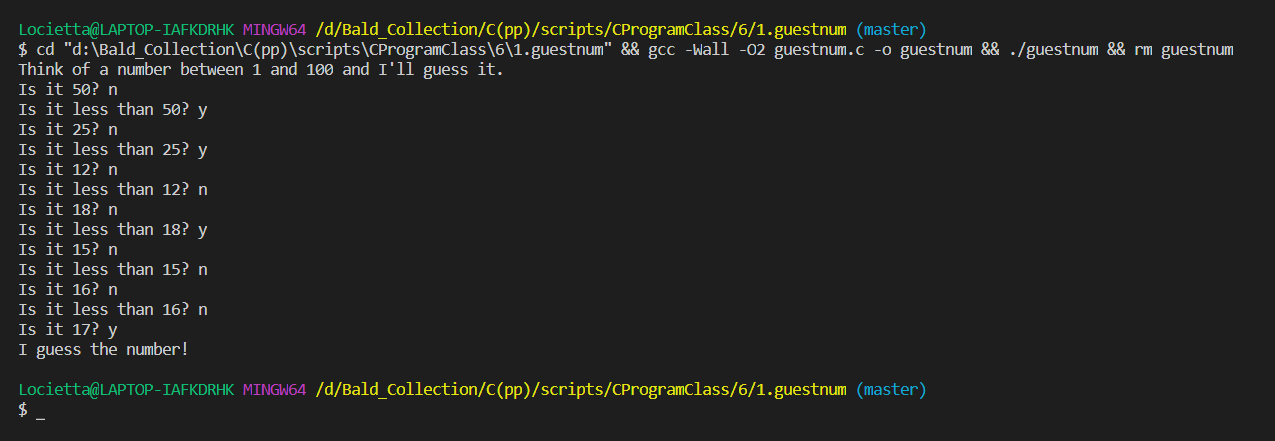 Locietta@LAPTOP-IAFKDRHK MINGW64 /d/Bald_Collection/C(pp)/scripts/CProgramClass/6/1.guestnum (master)
$ cd "d:\Bald_Collection\C(pp)\scripts\CProgramClass\6\1.guestnum" && gcc -Wall -O2 guestnum.c -o guestnum && ./guestnum && rm guestnum
Think of a number between 1 and 100 and I'll guess it.
Is it 50? n
Is it less than 50? y
Is it 25? n
Is it less than 25? y
Is it 12? n
Is it less than 12? n
Is it 18? n
Is it less than 18? y
Is it 15? n
Is it less than 15? n
Is it 16? n
Is it less than 16? n
Is it 17? y
I guess the number!
Locietta@LAPTOP-IAFKDRHK MINGW64 /d/Bald_Collection/C(pp)/scripts/CProgramClass/6/1.guestnum (master)
$ _